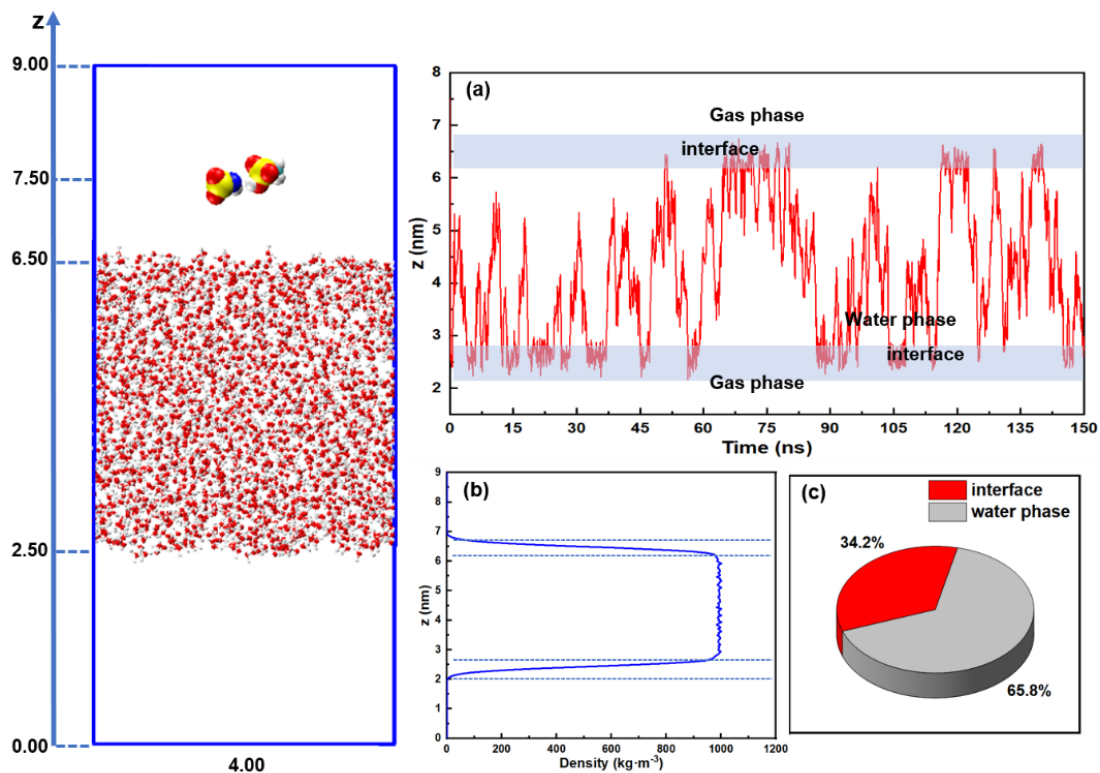 z
9.00
7.50
6.50
2.50
0.00
4.00
(a)
8
7
6
5
4
3
2
z (nm)
Gas phase
interface
Water phase
interface
Gas phase
0 15 30 45 60 75 90 105 120 135 150
Time (ns)
(b)
9
8
7
6
5
4
3
2
1
0
z (nm)
0 200 400 600 800 1000 1200
Density (kg·m⁻³)
(c)
interface
water phase
34.2%
65.8%